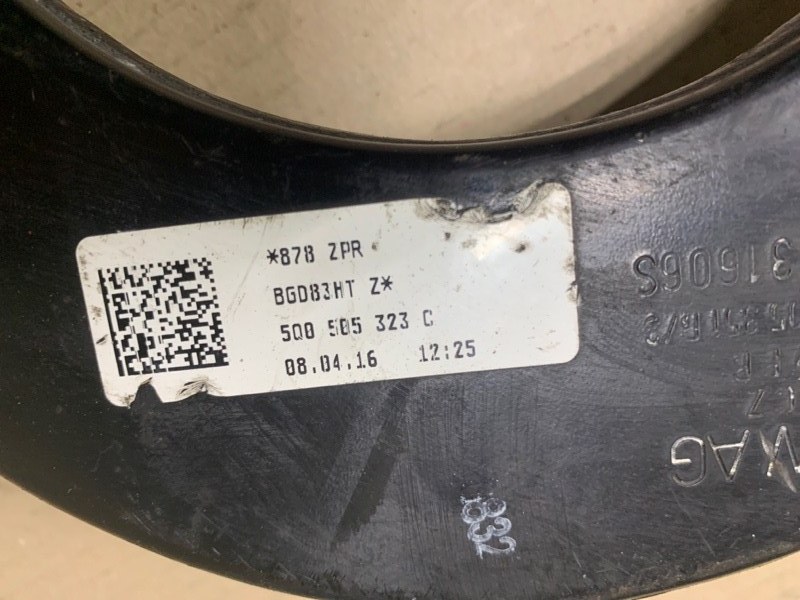 *878 ZPR
BGD83HT Z*
5Q0 505 323 C
08.04.16 12:25
31606S
VAG
832